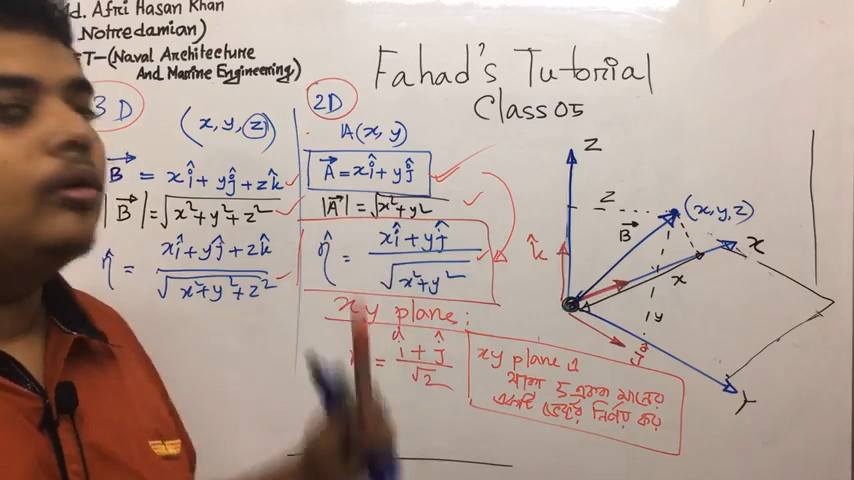 Md. Afri Hasan Khan
Notredamian)
T-(Naval Architecture
And Marine Engineering)
Fahad's Tutorial
Class 05
3D
(x, y, z)
B = xî + yĵ + zk̂
|B| = √x²+y²+z²
η̂ = xî + yĵ + zk̂ / √x²+y²+z²
2D
A(x, y)
A = xî + yĵ
|A| = √x²+y²
η̂ = xî + yĵ / √x²+y²
xy plane:
= î + ĵ / √2
xy plane এ
একটি ভেক্টর নির্ণয় কর
Z
Z
(x, y, z)
B
k̂
x
x
y
ĵ
Y